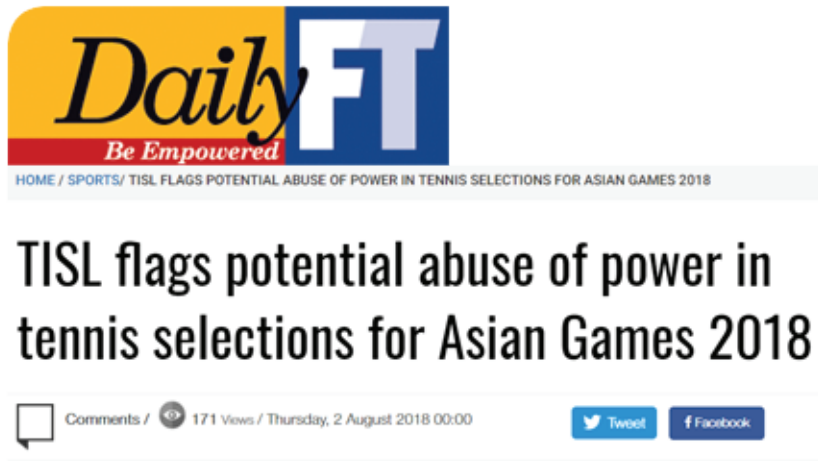 Daily FT
Be Empowered
HOME / SPORTS/ TISL FLAGS POTENTIAL ABUSE OF POWER IN TENNIS SELECTIONS FOR ASIAN GAMES 2018
TISL flags potential abuse of power in
tennis selections for Asian Games 2018
Comments / 171 Views / Thursday, 2 August 2018 00:00
Tweet
f Facebook